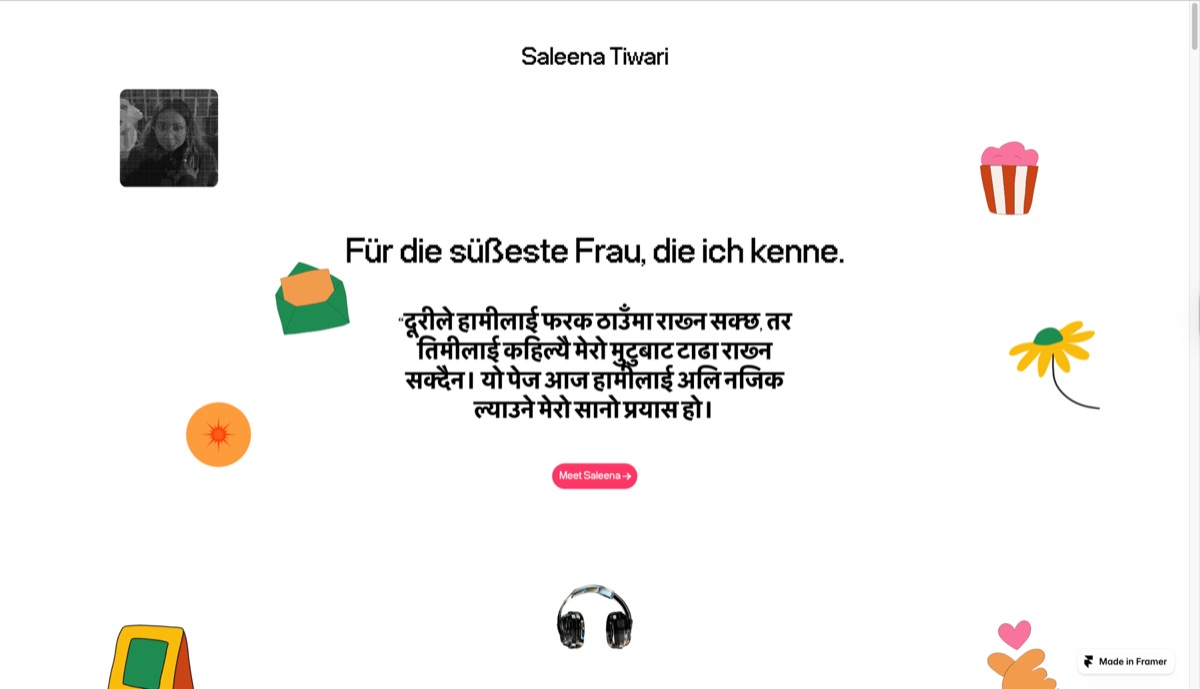 Saleena Tiwari
Für die süßeste Frau, die ich kenne.
“दूरीले हामीलाई फरक ठाउँमा राख्न सक्छ, तर
तिमीलाई कहिल्यै मेरो मुटुबाट टाढा राख्न
सक्दैन। यो पेज आज हामीलाई अलि नजिक
ल्याउने मेरो सानो प्रयास हो।
Meet Saleena→
Made in Framer